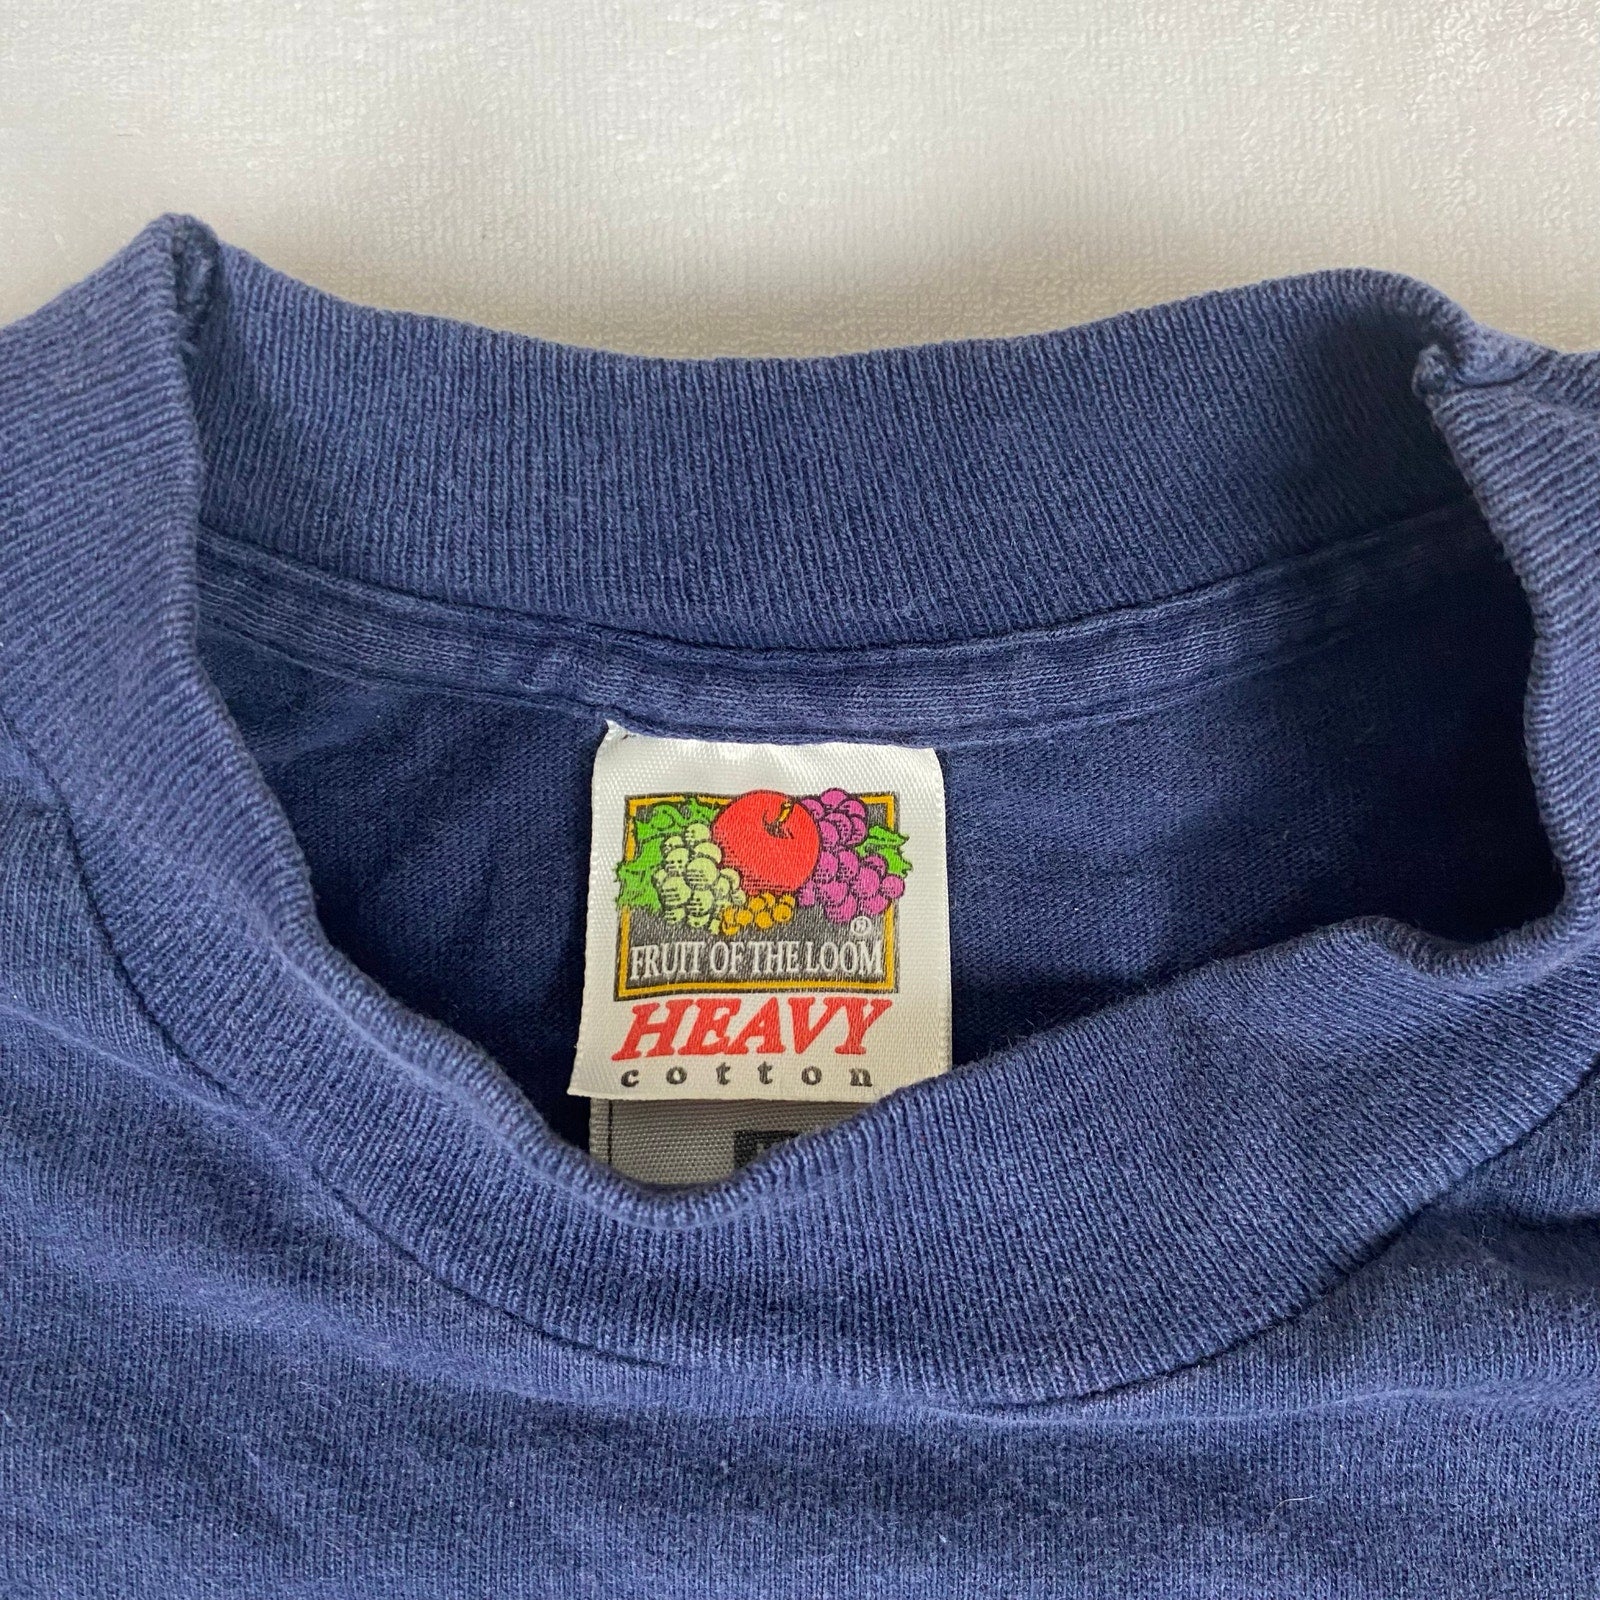 ®
FRUIT OF THE LOOM
HEAVY
cotton